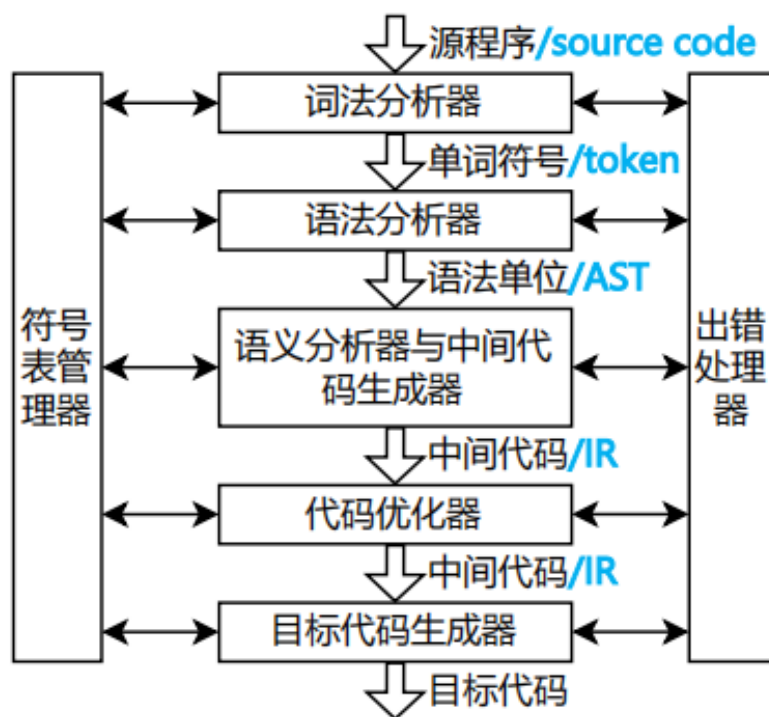 源程序/source code
词法分析器
单词符号/token
语法分析器
语法单位/AST
符号
表管
理器
语义分析器与中间代
码生成器
出错
处理
器
中间代码/IR
代码优化器
中间代码/IR
目标代码生成器
目标代码